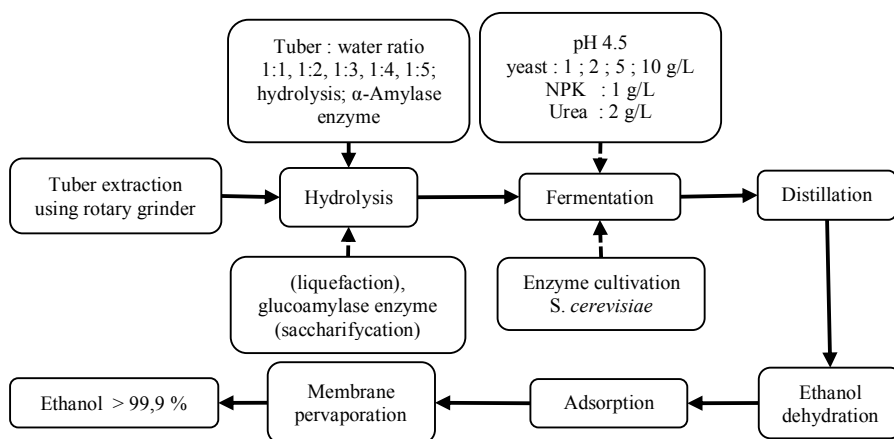 Tuber : water ratio
1:1, 1:2, 1:3, 1:4, 1:5;
hydrolysis; α-Amylase
enzyme
pH 4.5
yeast : 1 ; 2 ; 5 ; 10 g/L
NPK : 1 g/L
Urea : 2 g/L
Tuber extraction
using rotary grinder
Hydrolysis
Fermentation
Distillation
(liquefaction),
glucoamylase enzyme
(saccharifycation)
Enzyme cultivation
S. cerevisiae
Ethanol > 99,9 %
Membrane
pervaporation
Adsorption
Ethanol
dehydration